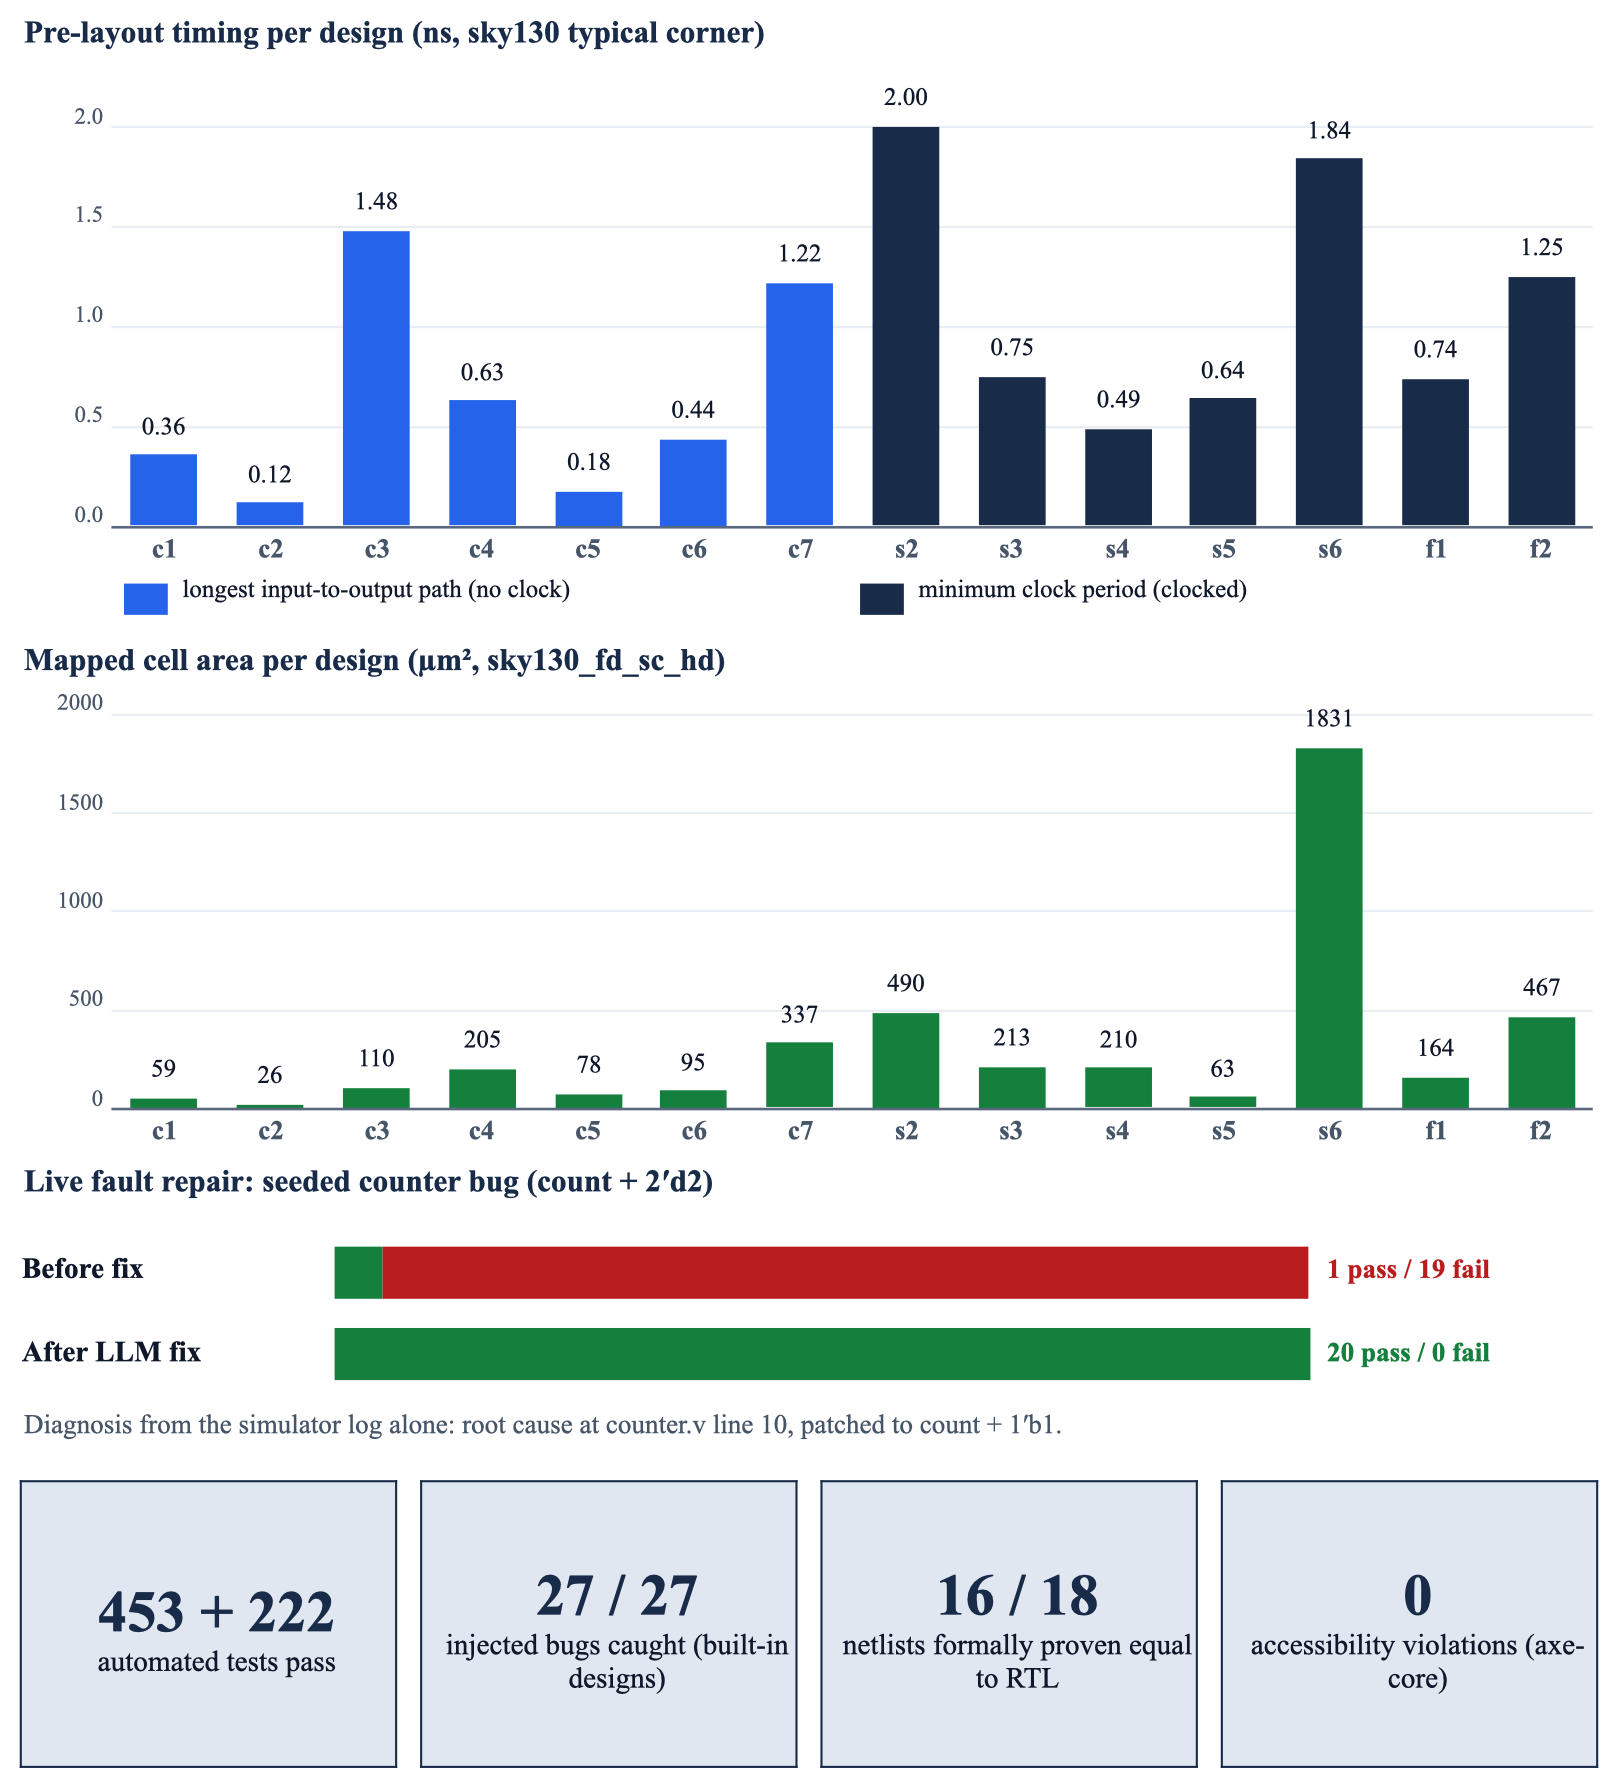 Pre-layout timing per design (ns, sky130 typical corner)
2.00
2.0
1.84
1.48
1.5
1.22
1.25
1.0
0.75
0.74
0.63
0.64
0.49
0.5
0.44
0.36
0.18
0.12
0.0
c1 c2 c3 c4 c5 c6 c7 s2 s3 s4 s5 s6 f1 f2
longest input-to-output path (no clock)
minimum clock period (clocked)
Mapped cell area per design (µm², sky130_fd_sc_hd)
2000
1831
1500
1000
490
467
500
337
205
213
210
164
110
95
78
59
63
26
0
c1 c2 c3 c4 c5 c6 c7 s2 s3 s4 s5 s6 f1 f2
Live fault repair: seeded counter bug (count + 2′d2)
Before fix
1 pass / 19 fail
After LLM fix
20 pass / 0 fail
Diagnosis from the simulator log alone: root cause at counter.v line 10, patched to count + 1′b1.
453 + 222
automated tests pass
27 / 27
injected bugs caught (built-in
designs)
16 / 18
netlists formally proven equal
to RTL
0
accessibility violations (axe-
core)